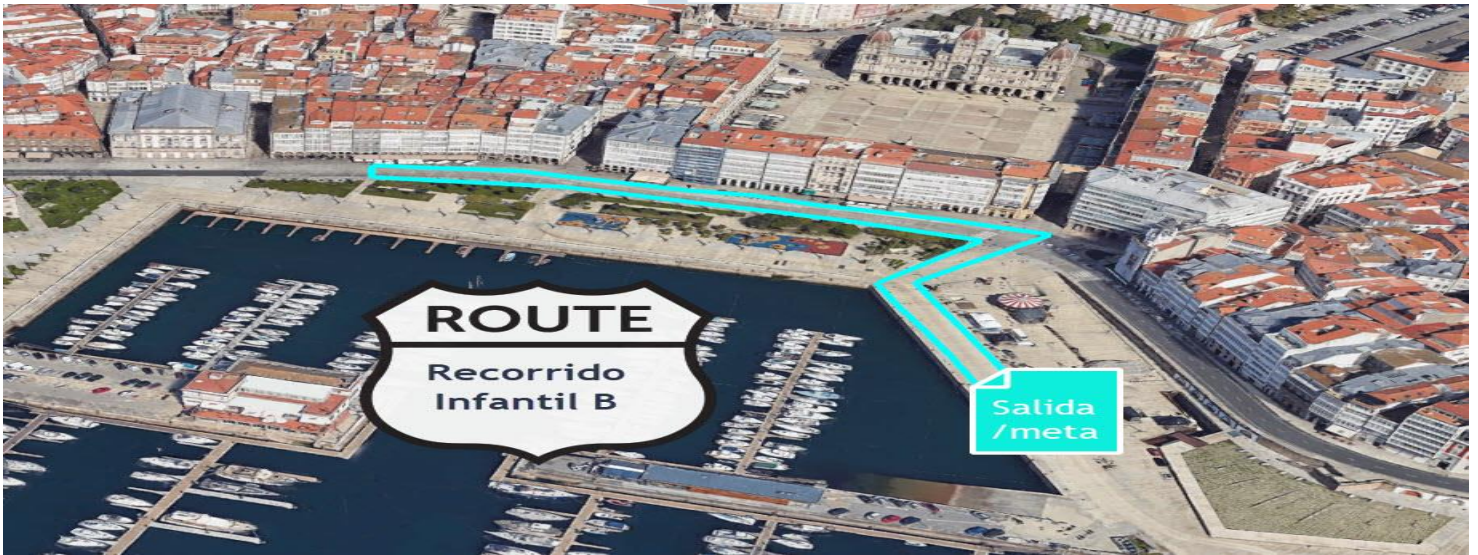 ROUTE
Recorrido
Infantil B
Salida
/meta